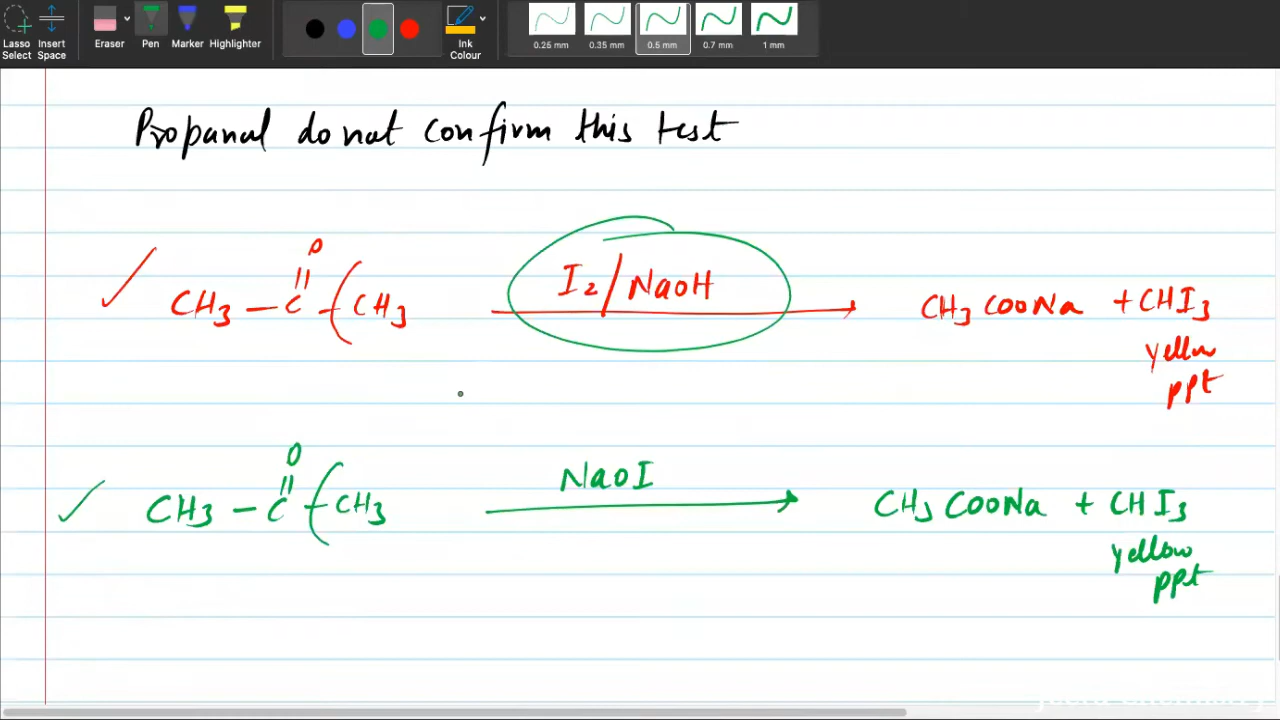 Lasso Select
Insert Space
Eraser
Pen
Marker
Highlighter
Ink Colour
0.25 mm
0.35 mm
0.5 mm
0.7 mm
1 mm
Propanal do not confirm this test
O
CH3 — C — CH3 I2/NaOH CH3COONa + CHI3
yellow
ppt
O
CH3 — C — CH3 NaOI CH3COONa + CHI3
yellow
ppt